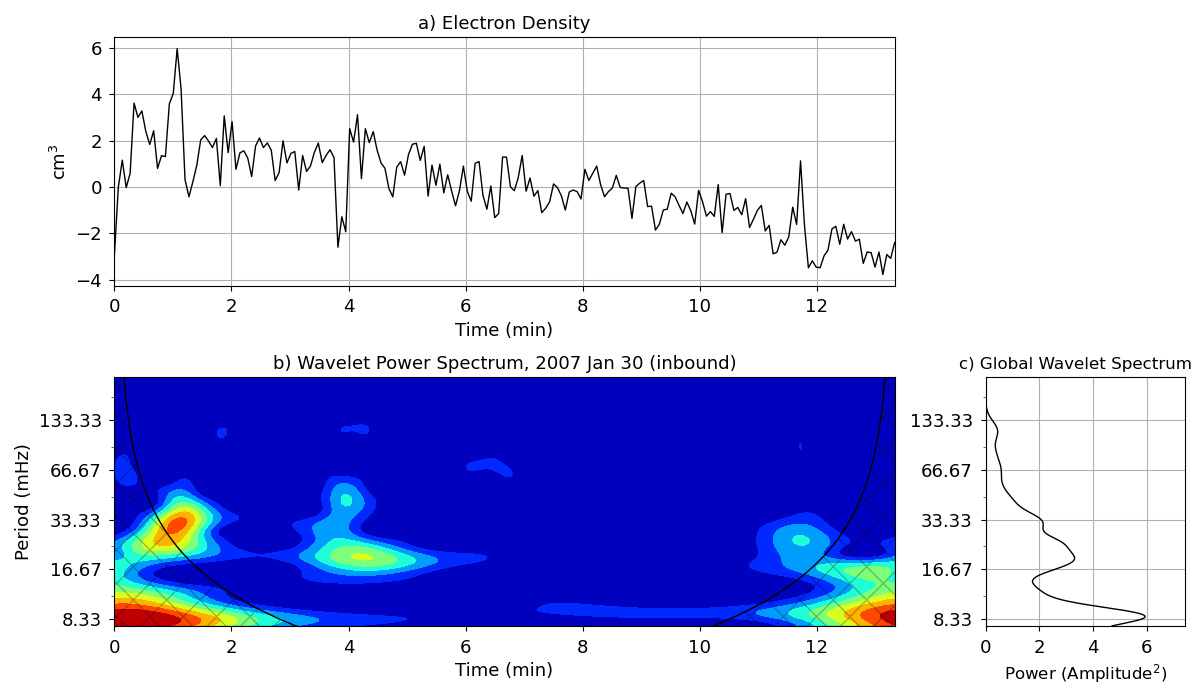 a) Electron Density
6
4
2
0
−2
−4
cm³
0 2 4 6 8 10 12
Time (min)
b) Wavelet Power Spectrum, 2007 Jan 30 (inbound)
133.33
66.67
33.33
16.67
8.33
Period (mHz)
0 2 4 6 8 10 12
Time (min)
c) Global Wavelet Spectrum
133.33
66.67
33.33
16.67
8.33
0 2 4 6
Power (Amplitude²)